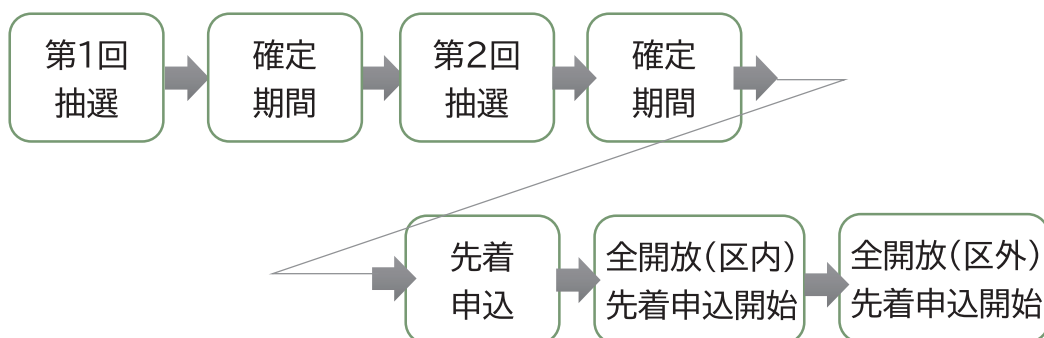 第1回
抽選
確定
期間
第2回
抽選
確定
期間
先着
申込
全開放(区内)
先着申込開始
全開放(区外)
先着申込開始